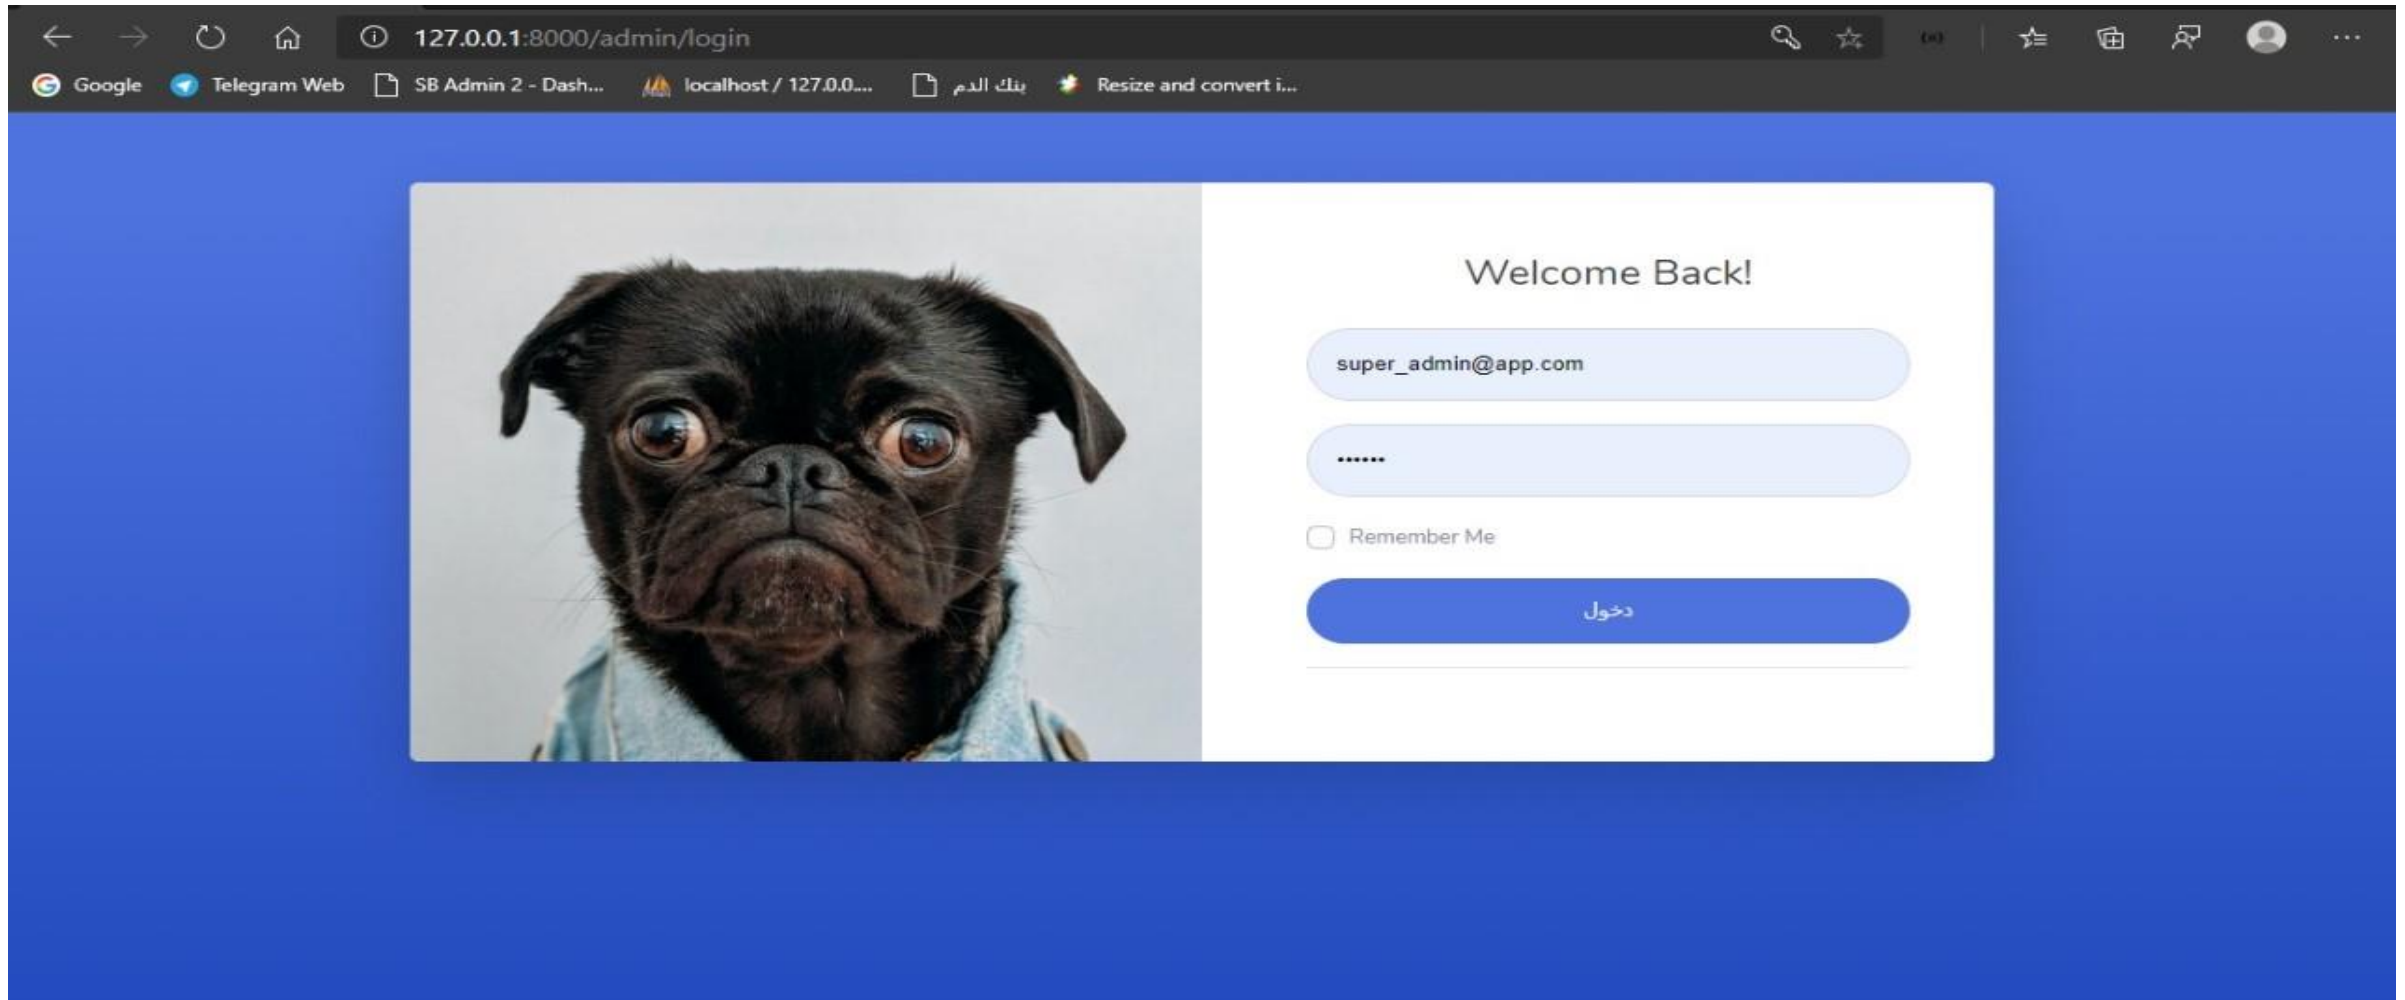 127.0.0.1:8000/admin/login
Google Telegram Web SB Admin 2 - Dash... localhost / 127.0.0.... بنك الدم Resize and convert i...
Welcome Back!
super_admin@app.com
••••••
Remember Me
دخول